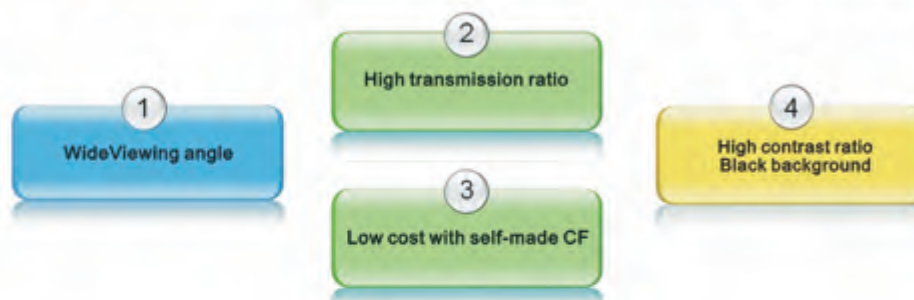 1
WideViewing angle
2
High transmission ratio
3
Low cost with self-made CF
4
High contrast ratio
Black background